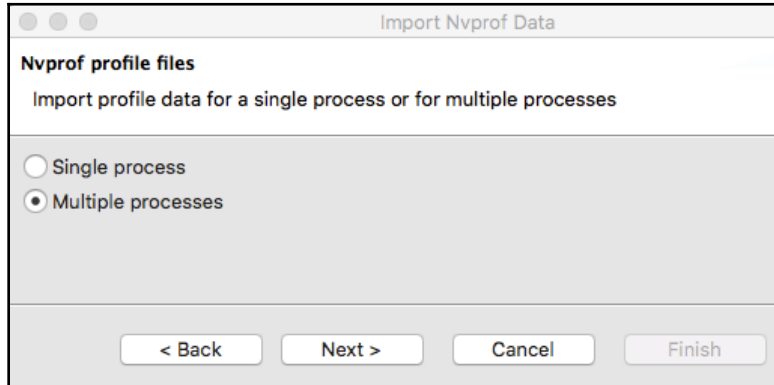 Import Nvprof Data
Nvprof profile files
Import profile data for a single process or for multiple processes
Single process
Multiple processes
< Back Next > Cancel Finish